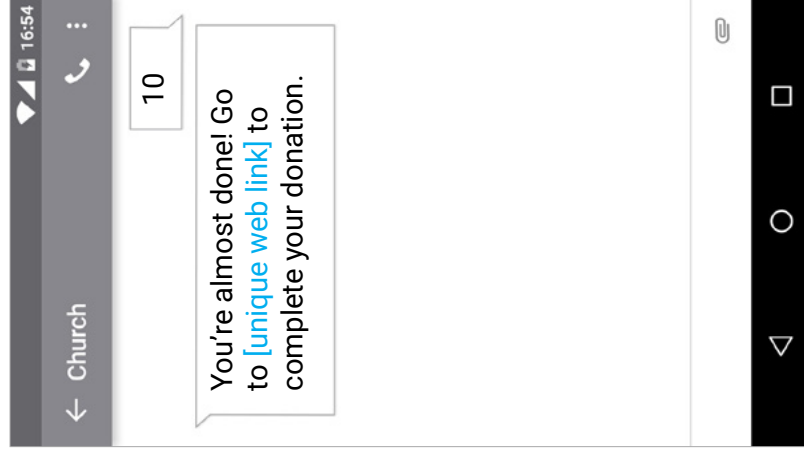 16:54
Church
10
You're almost done! Go
to [unique web link] to
complete your donation.